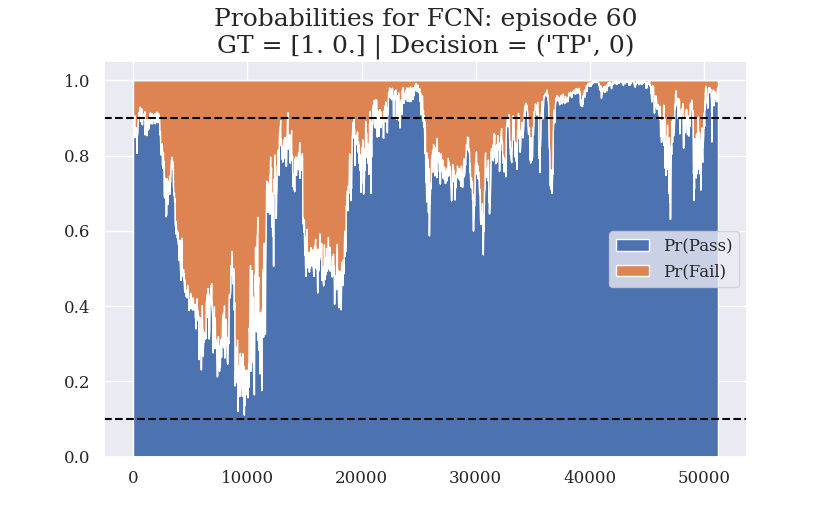 Probabilities for FCN: episode 60
GT = [1. 0.] | Decision = ('TP', 0)
1.0
0.8
0.6
0.4
0.2
0.0
Pr(Pass)
Pr(Fail)
0 10000 20000 30000 40000 50000